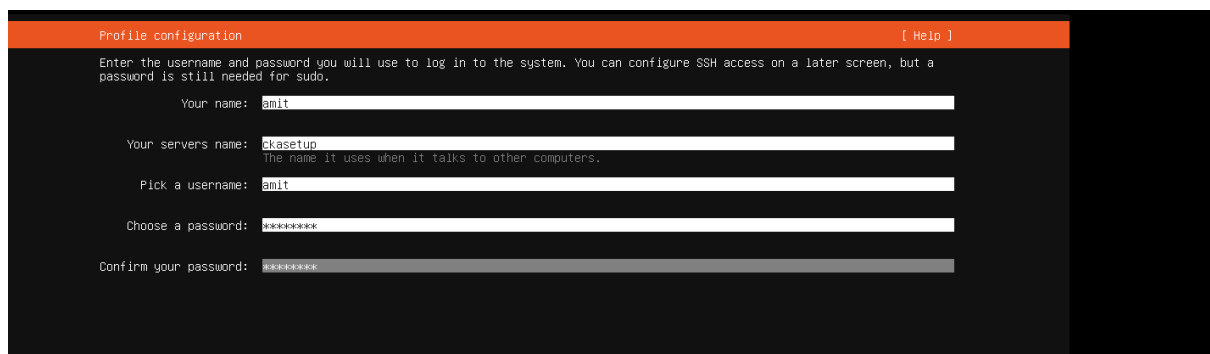 Profile configuration [ Help ]
Enter the username and password you will use to log in to the system. You can configure SSH access on a later screen, but a
password is still needed for sudo.
Your name: amit
Your servers name: ckasetup
The name it uses when it talks to other computers.
Pick a username: amit
Choose a password: ********
Confirm your password: ********